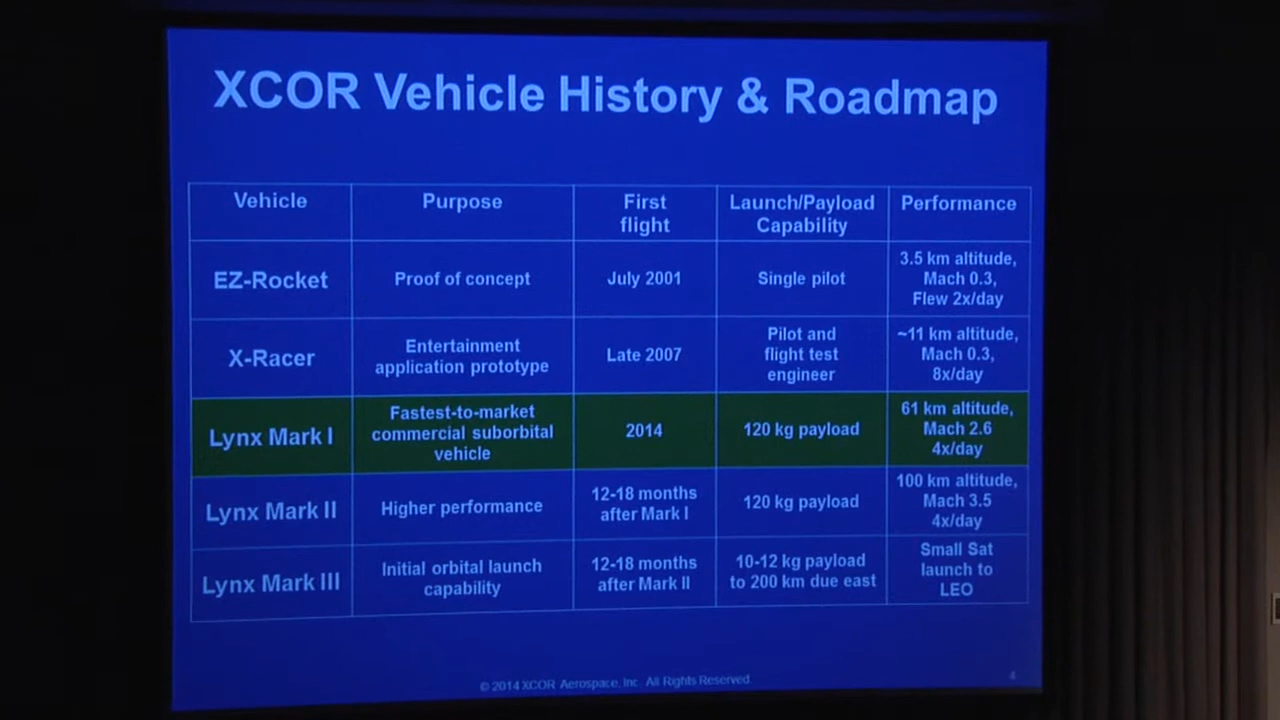 XCOR Vehicle History & Roadmap
Vehicle
Purpose
First
flight
Launch/Payload
Capability
Performance
EZ-Rocket
Proof of concept
July 2001
Single pilot
3.5 km altitude,
Mach 0.3,
Flew 2x/day
X-Racer
Entertainment
application prototype
Late 2007
Pilot and
flight test
engineer
~11 km altitude,
Mach 0.3,
8x/day
Lynx Mark I
Fastest-to-market
commercial suborbital
vehicle
2014
120 kg payload
61 km altitude,
Mach 2.6
4x/day
Lynx Mark II
Higher performance
12-18 months
after Mark I
120 kg payload
100 km altitude,
Mach 3.5
4x/day
Lynx Mark III
Initial orbital launch
capability
12-18 months
after Mark II
10-12 kg payload
to 200 km due east
Small Sat
launch to
LEO
© 2014 XCOR Aerospace, Inc. All Rights Reserved
4